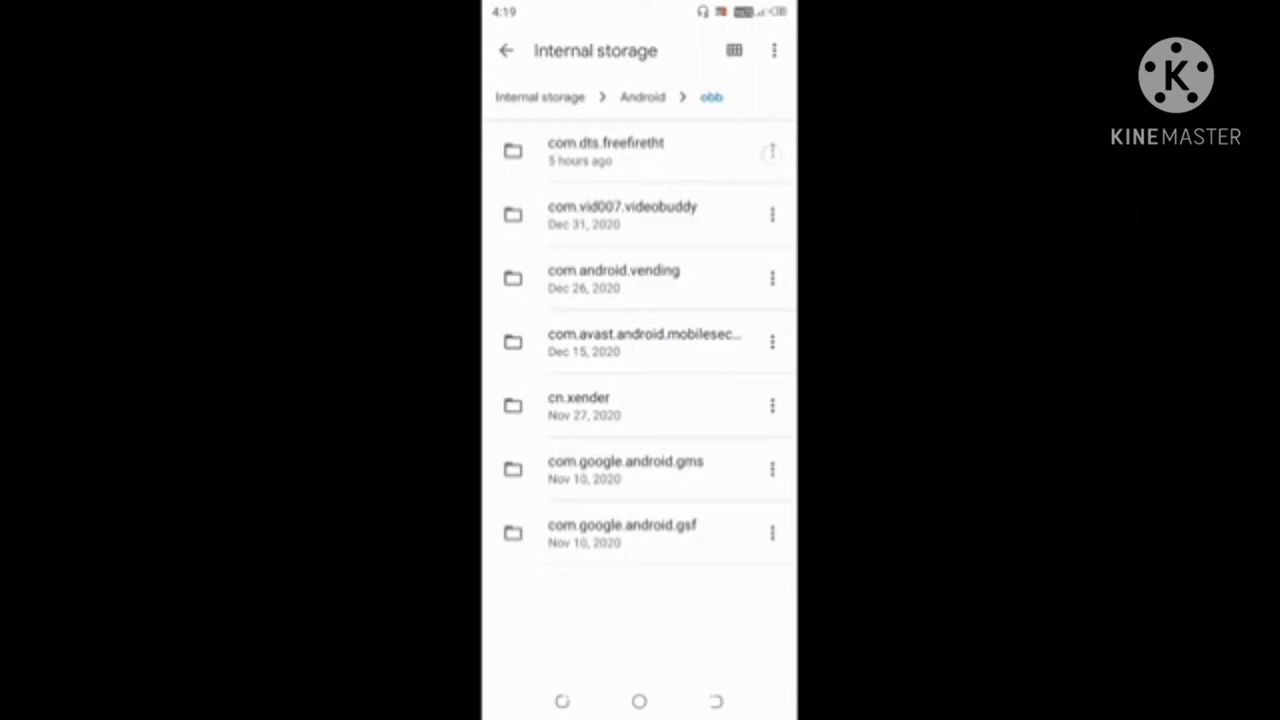 4:19
Internal storage
Internal storage > Android > obb
com.dts.freefiretht
5 hours ago
com.vid007.videobuddy
Dec 31, 2020
com.android.vending
Dec 26, 2020
com.avast.android.mobilesec...
Dec 15, 2020
cn.xender
Nov 27, 2020
com.google.android.gms
Nov 10, 2020
com.google.android.gsf
Nov 10, 2020
K
KINEMASTER